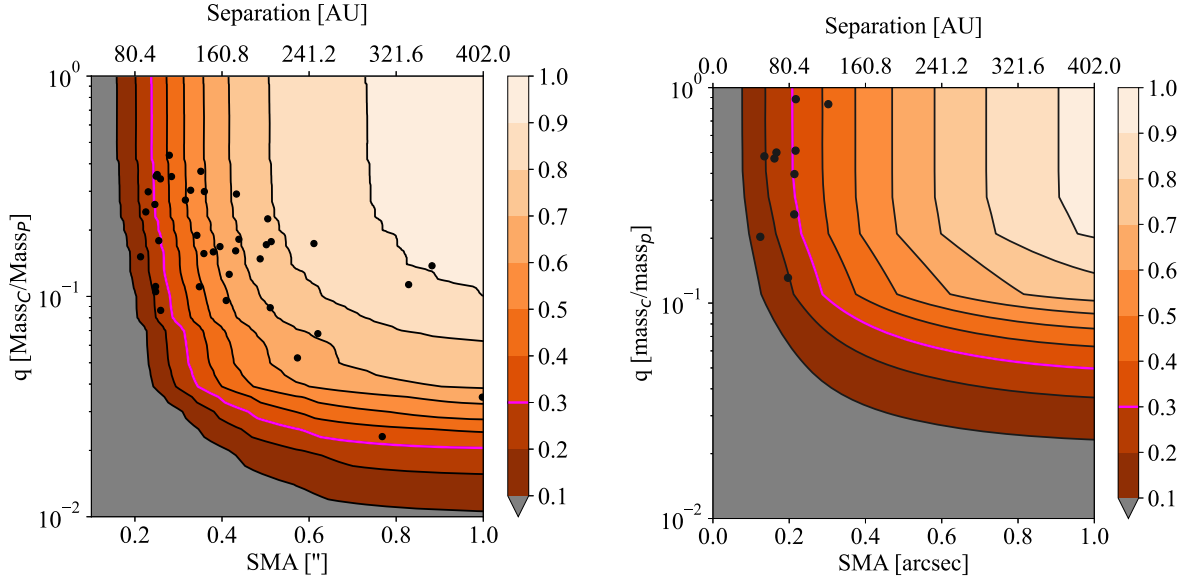 Separation [AU]
80.4 160.8 241.2 321.6 402.0
10⁰
10⁻¹
10⁻²
q [Mass_C/Mass_P]
0.2 0.4 0.6 0.8 1.0
SMA ["]
1.0
0.9
0.8
0.7
0.6
0.5
0.4
0.3
0.2
0.1
Separation [AU]
0.0 80.4 160.8 241.2 321.6 402.0
10⁰
10⁻¹
10⁻²
q [mass_c/mass_p]
0.0 0.2 0.4 0.6 0.8 1.0
SMA [arcsec]
1.0
0.9
0.8
0.7
0.6
0.5
0.4
0.3
0.2
0.1